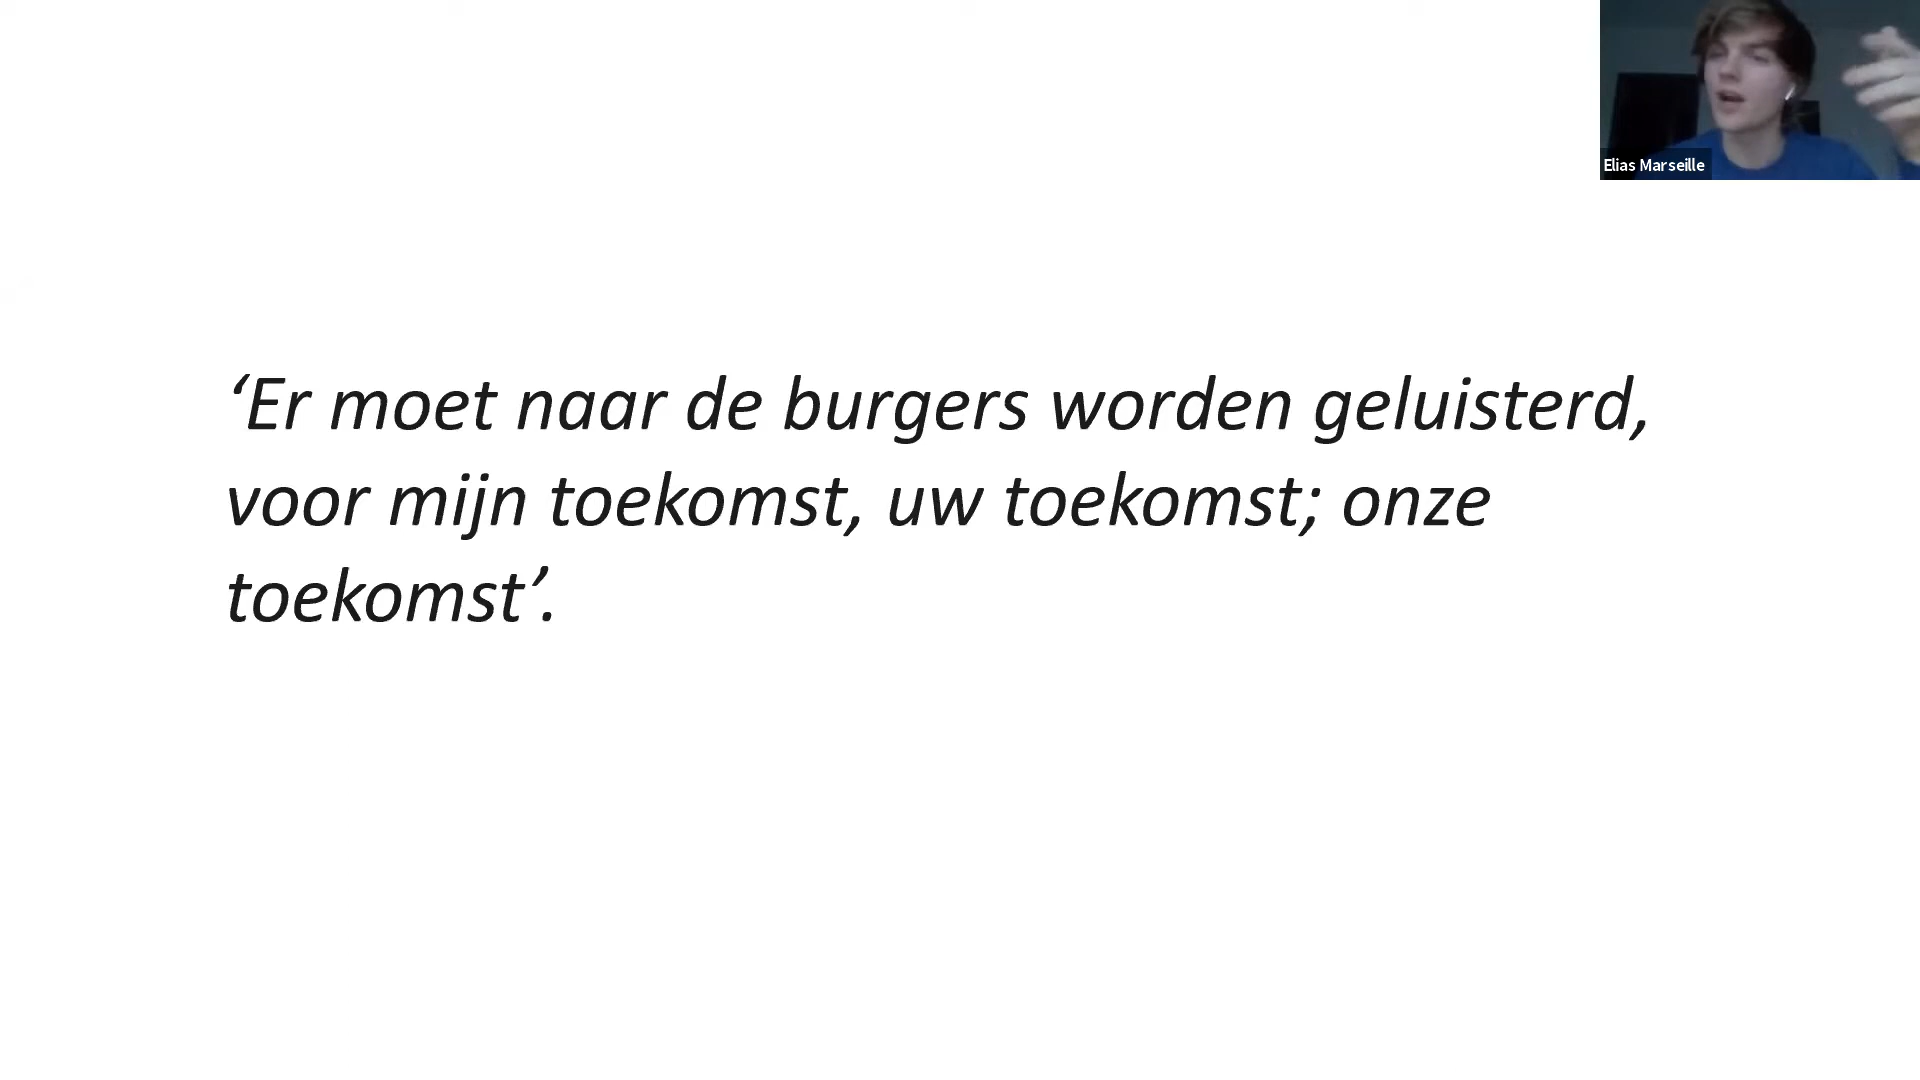 Elias Marseille
‘Er moet naar de burgers worden geluisterd,
voor mijn toekomst, uw toekomst; onze
toekomst’.